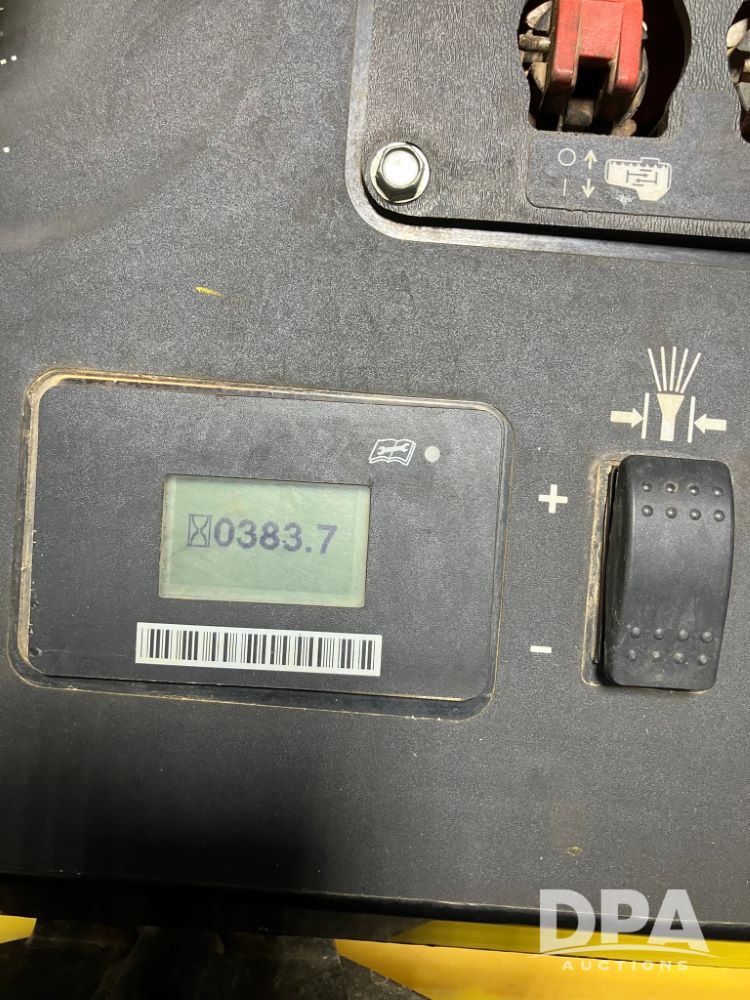 0383.7
+
-
DPA
AUCTIONS